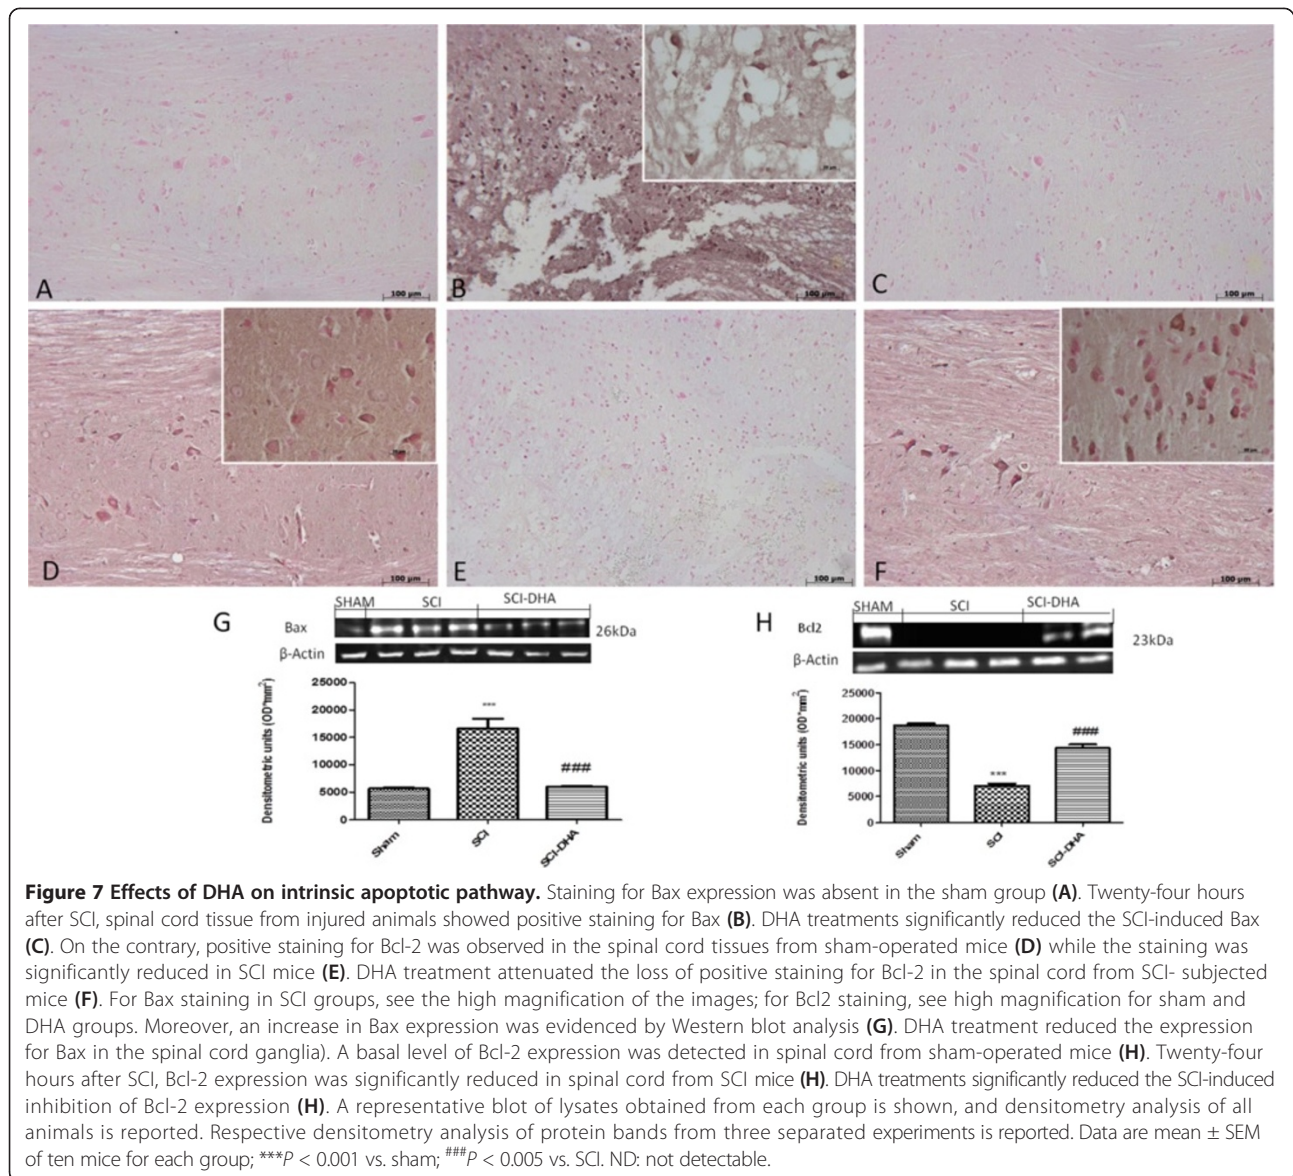 A
100 μm
B
100 μm
C
100 μm
D
100 μm
E
100 μm
F
100 μm
G
SHAM SCI SCI-DHA
Bax 26kDa
β-Actin
Densitometric units (OD*mm²)
25000
20000
15000
10000
5000
0
***
###
Sham SCI SCI-DHA
H
SHAM SCI SCI-DHA
Bcl2 23kDa
β-Actin
Densitometric units (OD*mm²)
25000
20000
15000
10000
5000
0
***
###
Sham SCI SCI-DHA
Figure 7 Effects of DHA on intrinsic apoptotic pathway. Staining for Bax expression was absent in the sham group (A). Twenty-four hours
after SCI, spinal cord tissue from injured animals showed positive staining for Bax (B). DHA treatments significantly reduced the SCI-induced Bax
(C). On the contrary, positive staining for Bcl-2 was observed in the spinal cord tissues from sham-operated mice (D) while the staining was
significantly reduced in SCI mice (E). DHA treatment attenuated the loss of positive staining for Bcl-2 in the spinal cord from SCI- subjected
mice (F). For Bax staining in SCI groups, see the high magnification of the images; for Bcl2 staining, see high magnification for sham and
DHA groups. Moreover, an increase in Bax expression was evidenced by Western blot analysis (G). DHA treatment reduced the expression
for Bax in the spinal cord ganglia). A basal level of Bcl-2 expression was detected in spinal cord from sham-operated mice (H). Twenty-four
hours after SCI, Bcl-2 expression was significantly reduced in spinal cord from SCI mice (H). DHA treatments significantly reduced the SCI-induced
inhibition of Bcl-2 expression (H). A representative blot of lysates obtained from each group is shown, and densitometry analysis of all
animals is reported. Respective densitometry analysis of protein bands from three separated experiments is reported. Data are mean ± SEM
of ten mice for each group; ***P < 0.001 vs. sham; ###P < 0.005 vs. SCI. ND: not detectable.